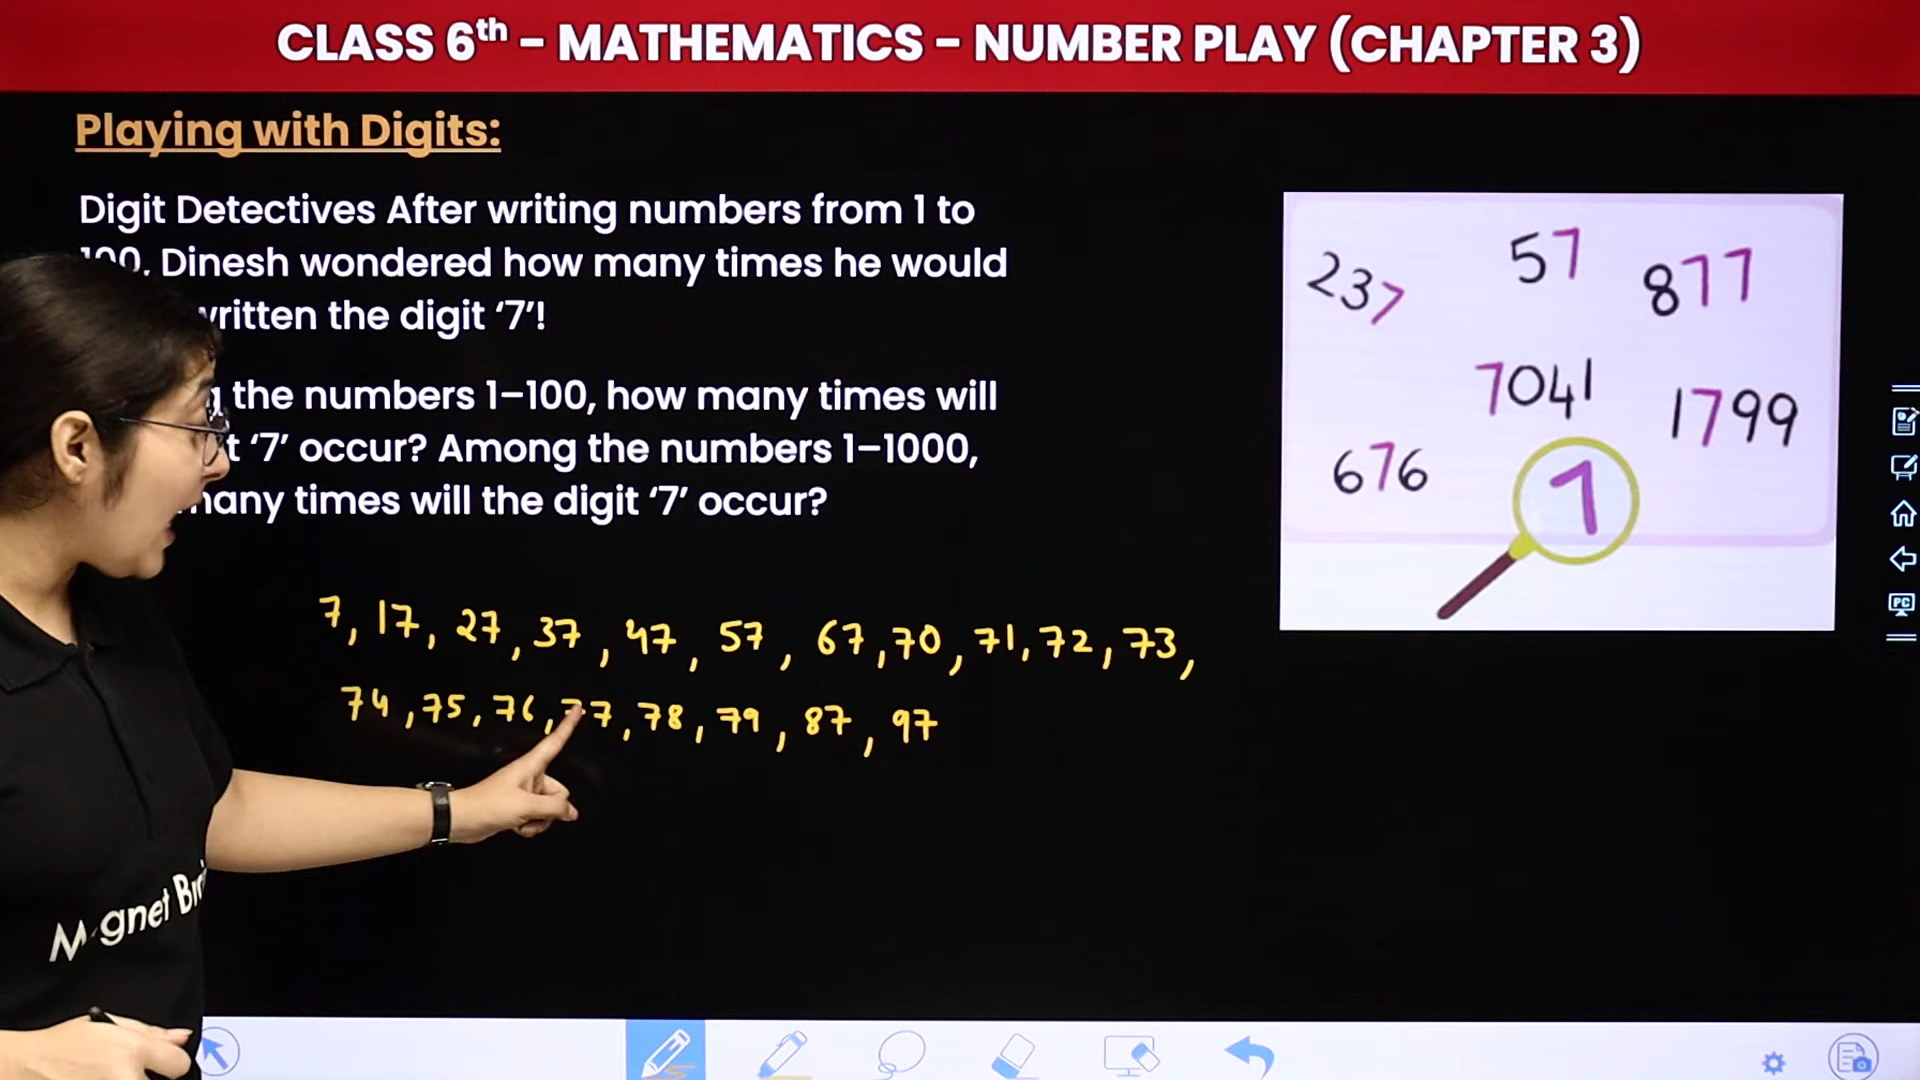 CLASS 6th - MATHEMATICS - NUMBER PLAY (CHAPTER 3)
Playing with Digits:
Digit Detectives After writing numbers from 1 to
100, Dinesh wondered how many times he would
written the digit ‘7’!
the numbers 1–100, how many times will
‘7’ occur? Among the numbers 1–1000,
many times will the digit ‘7’ occur?
237
57
877
7041
1799
676
7
7, 17, 27, 37, 47, 57, 67, 70, 71, 72, 73,
74, 75, 76, 77, 78, 79, 87, 97
Magnet
PC